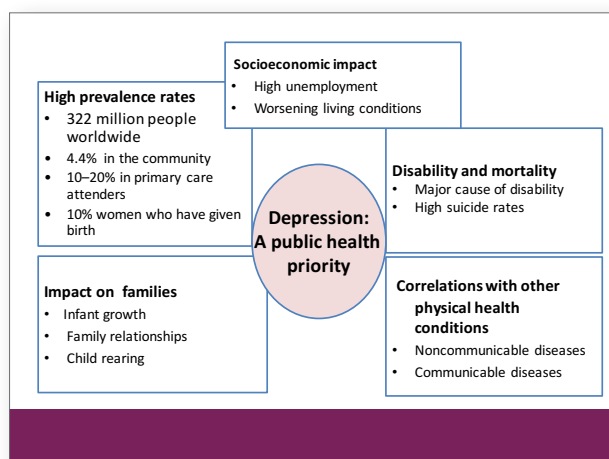 Socioeconomic impact
• High unemployment
• Worsening living conditions
High prevalence rates
• 322 million people
worldwide
• 4.4% in the community
• 10–20% in primary care
attenders
• 10% women who have given
birth
Depression:
A public health
priority
Disability and mortality
• Major cause of disability
• High suicide rates
Impact on families
• Infant growth
• Family relationships
• Child rearing
Correlations with other
physical health
conditions
• Noncommunicable diseases
• Communicable diseases